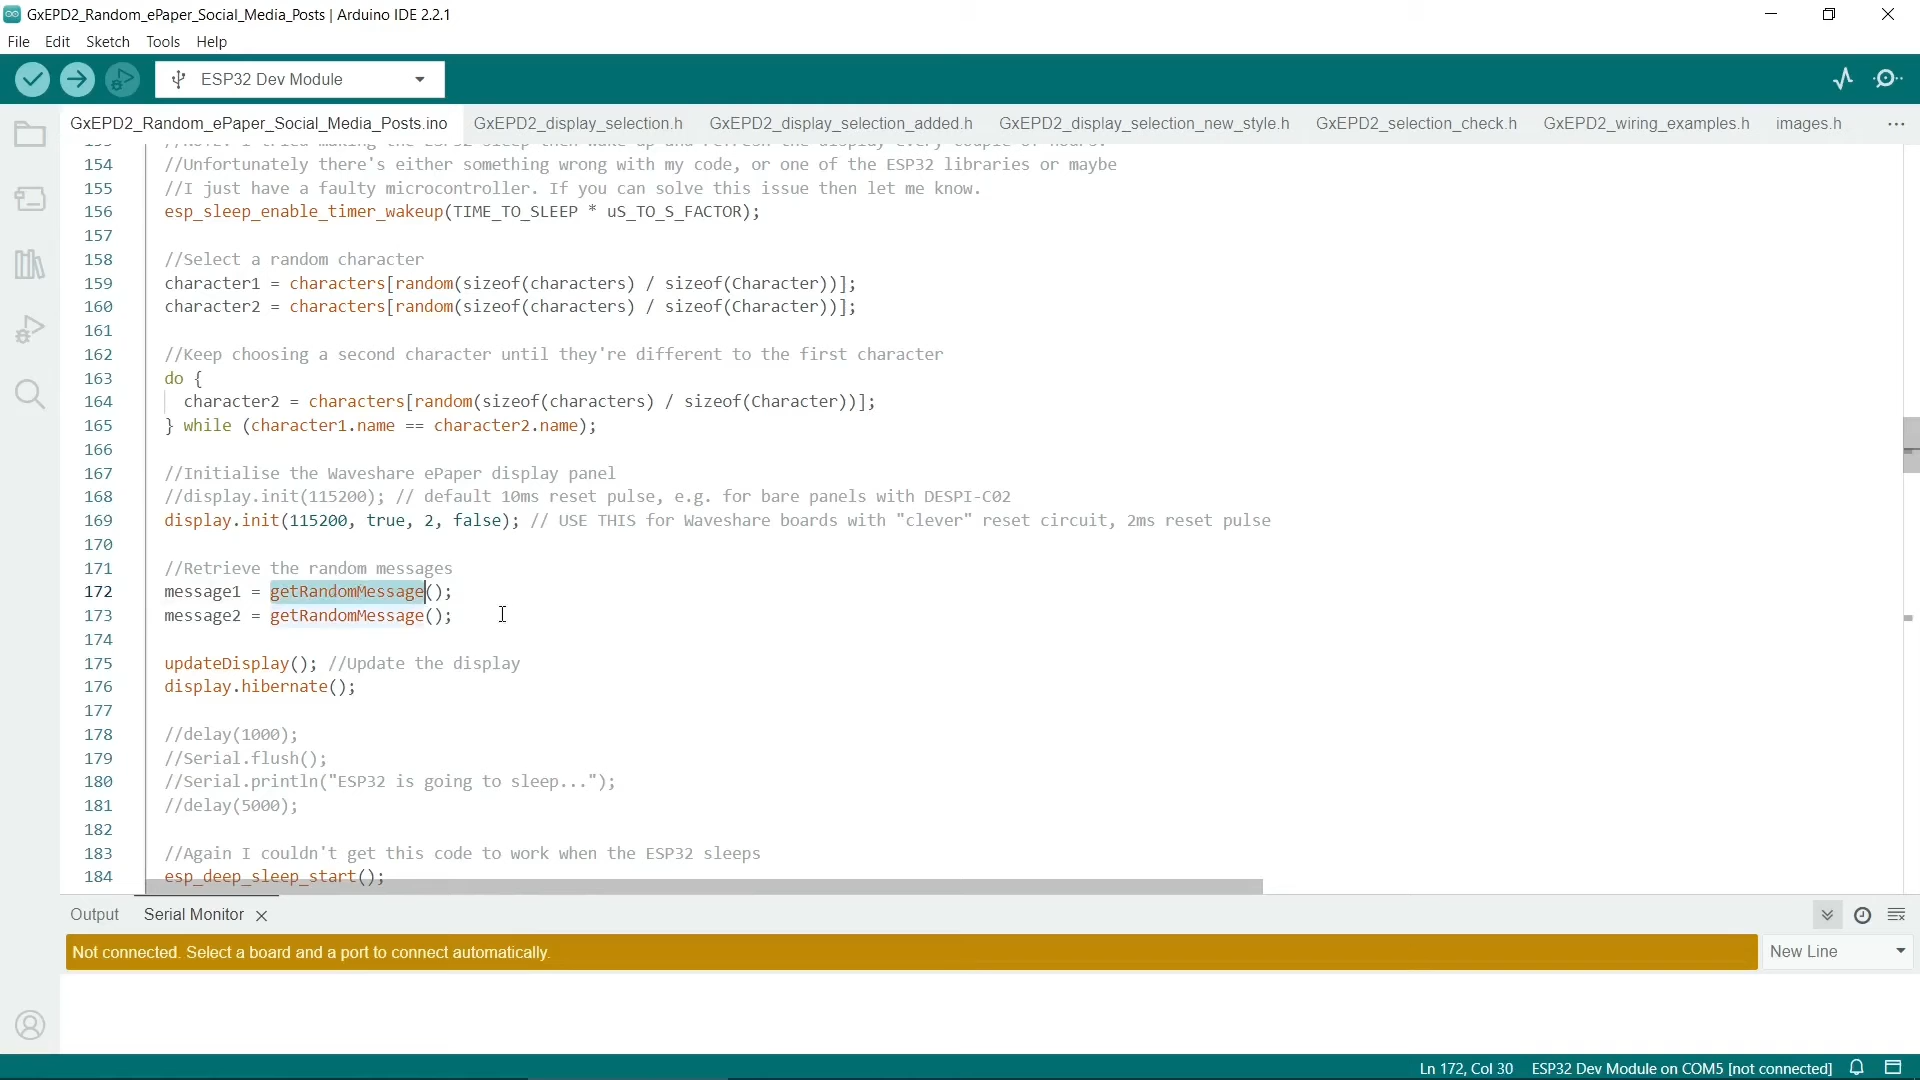 GxEPD2_Random_ePaper_Social_Media_Posts | Arduino IDE 2.2.1
File Edit Sketch Tools Help
ESP32 Dev Module
GxEPD2_Random_ePaper_Social_Media_Posts.ino GxEPD2_display_selection.h GxEPD2_display_selection_added.h GxEPD2_display_selection_new_style.h GxEPD2_selection_check.h GxEPD2_wiring_examples.h images.h
154 //Unfortunately there's either something wrong with my code, or one of the ESP32 libraries or maybe
155 //I just have a faulty microcontroller. If you can solve this issue then let me know.
156 esp_sleep_enable_timer_wakeup(TIME_TO_SLEEP * uS_TO_S_FACTOR);
157
158 //Select a random character
159 character1 = characters[random(sizeof(characters) / sizeof(Character))];
160 character2 = characters[random(sizeof(characters) / sizeof(Character))];
161
162 //Keep choosing a second character until they're different to the first character
163 do {
164 character2 = characters[random(sizeof(characters) / sizeof(Character))];
165 } while (character1.name == character2.name);
166
167 //Initialise the Waveshare ePaper display panel
168 //display.init(115200); // default 10ms reset pulse, e.g. for bare panels with DESPI-C02
169 display.init(115200, true, 2, false); // USE THIS for Waveshare boards with "clever" reset circuit, 2ms reset pulse
170
171 //Retrieve the random messages
172 message1 = getRandomMessage();
173 message2 = getRandomMessage();
174
175 updateDisplay(); //Update the display
176 display.hibernate();
177
178 //delay(1000);
179 //Serial.flush();
180 //Serial.println("ESP32 is going to sleep...");
181 //delay(5000);
182
183 //Again I couldn't get this code to work when the ESP32 sleeps
184 esp_deep_sleep_start();
Output Serial Monitor
Not connected. Select a board and a port to connect automatically.
New Line
Ln 172, Col 30 ESP32 Dev Module on COM5 [not connected]